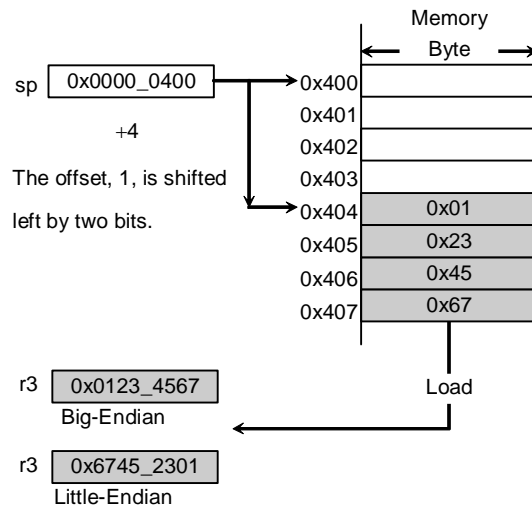 Memory
Byte
sp 0x0000_0400
0x400
+4
0x401
0x402
The offset, 1, is shifted
0x403
left by two bits.
0x404 0x01
0x405 0x23
0x406 0x45
0x407 0x67
r3 0x0123_4567
Load
Big-Endian
r3 0x6745_2301
Little-Endian